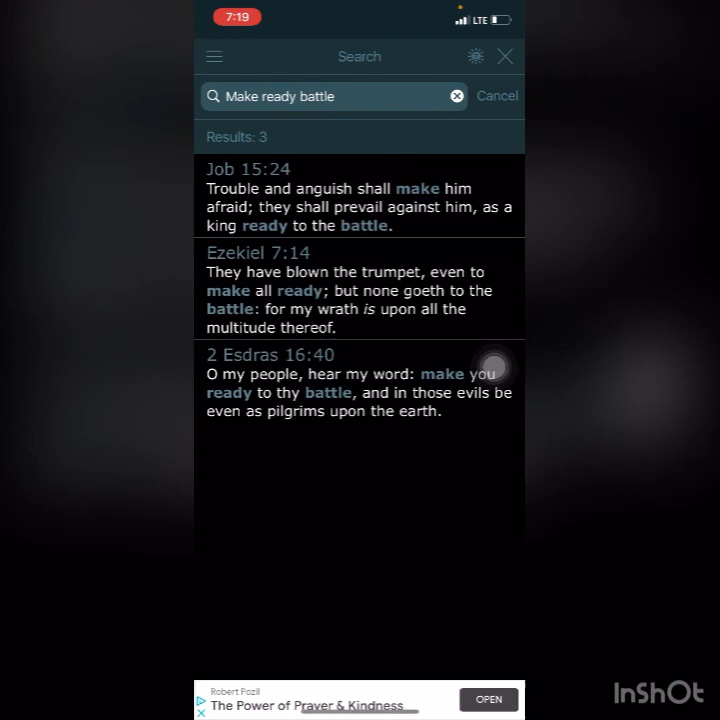 7:19
LTE
Search
Make ready battle
Cancel
Results: 3
Job 15:24
Trouble and anguish shall make him
afraid; they shall prevail against him, as a
king ready to the battle.
Ezekiel 7:14
They have blown the trumpet, even to
make all ready; but none goeth to the
battle: for my wrath is upon all the
multitude thereof.
2 Esdras 16:40
O my people, hear my word: make you
ready to thy battle, and in those evils be
even as pilgrims upon the earth.
Robert Pozil
The Power of Prayer & Kindness
OPEN
InShOt